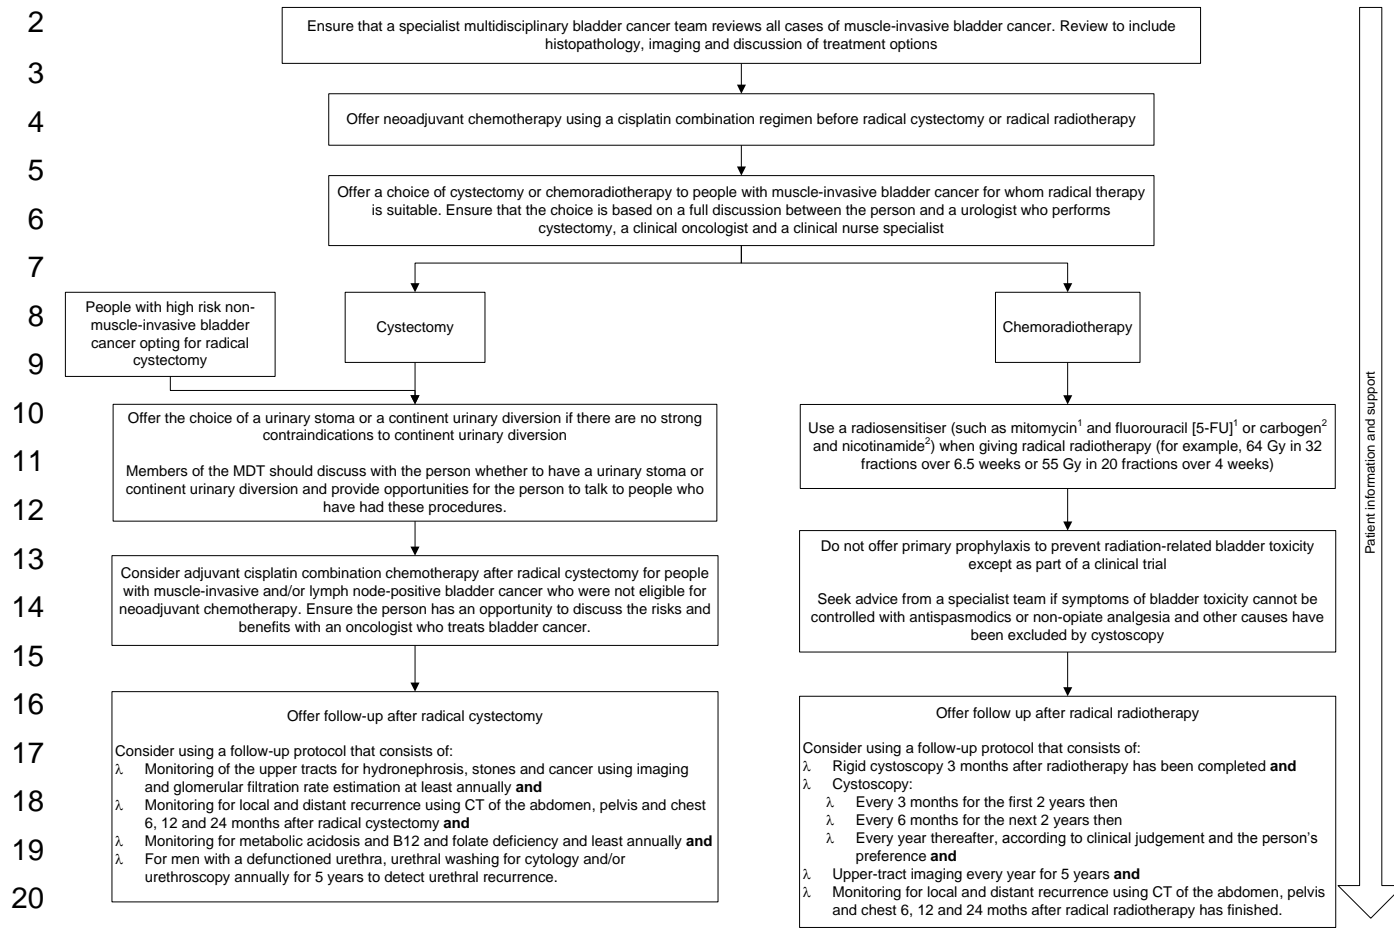 2
3
4
5
6
7
8
9
10
11
12
13
14
15
16
17
18
19
20
Ensure that a specialist multidisciplinary bladder cancer team reviews all cases of muscle-invasive bladder cancer. Review to include
histopathology, imaging and discussion of treatment options
Offer neoadjuvant chemotherapy using a cisplatin combination regimen before radical cystectomy or radical radiotherapy
Offer a choice of cystectomy or chemoradiotherapy to people with muscle-invasive bladder cancer for whom radical therapy
is suitable. Ensure that the choice is based on a full discussion between the person and a urologist who performs
cystectomy, a clinical oncologist and a clinical nurse specialist
People with high risk non-
muscle-invasive bladder
cancer opting for radical
cystectomy
Cystectomy
Chemoradiotherapy
Offer the choice of a urinary stoma or a continent urinary diversion if there are no strong
contraindications to continent urinary diversion
Members of the MDT should discuss with the person whether to have a urinary stoma or
continent urinary diversion and provide opportunities for the person to talk to people who
have had these procedures.
Consider adjuvant cisplatin combination chemotherapy after radical cystectomy for people
with muscle-invasive and/or lymph node-positive bladder cancer who were not eligible for
neoadjuvant chemotherapy. Ensure the person has an opportunity to discuss the risks and
benefits with an oncologist who treats bladder cancer.
Offer follow-up after radical cystectomy
Consider using a follow-up protocol that consists of:
λ Monitoring of the upper tracts for hydronephrosis, stones and cancer using imaging
and glomerular filtration rate estimation at least annually and
λ Monitoring for local and distant recurrence using CT of the abdomen, pelvis and chest
6, 12 and 24 months after radical cystectomy and
λ Monitoring for metabolic acidosis and B12 and folate deficiency and least annually and
λ For men with a defunctioned urethra, urethral washing for cytology and/or
urethroscopy annually for 5 years to detect urethral recurrence.
Use a radiosensitiser (such as mitomycin¹ and fluorouracil [5-FU]¹ or carbogen²
and nicotinamide²) when giving radical radiotherapy (for example, 64 Gy in 32
fractions over 6.5 weeks or 55 Gy in 20 fractions over 4 weeks)
Do not offer primary prophylaxis to prevent radiation-related bladder toxicity
except as part of a clinical trial
Seek advice from a specialist team if symptoms of bladder toxicity cannot be
controlled with antispasmodics or non-opiate analgesia and other causes have
been excluded by cystoscopy
Offer follow up after radical radiotherapy
Consider using a follow-up protocol that consists of:
λ Rigid cystoscopy 3 months after radiotherapy has been completed and
λ Cystoscopy:
λ Every 3 months for the first 2 years then
λ Every 6 months for the next 2 years then
λ Every year thereafter, according to clinical judgement and the person's
preference and
λ Upper-tract imaging every year for 5 years and
λ Monitoring for local and distant recurrence using CT of the abdomen, pelvis
and chest 6, 12 and 24 moths after radical radiotherapy has finished.
Patient information and support